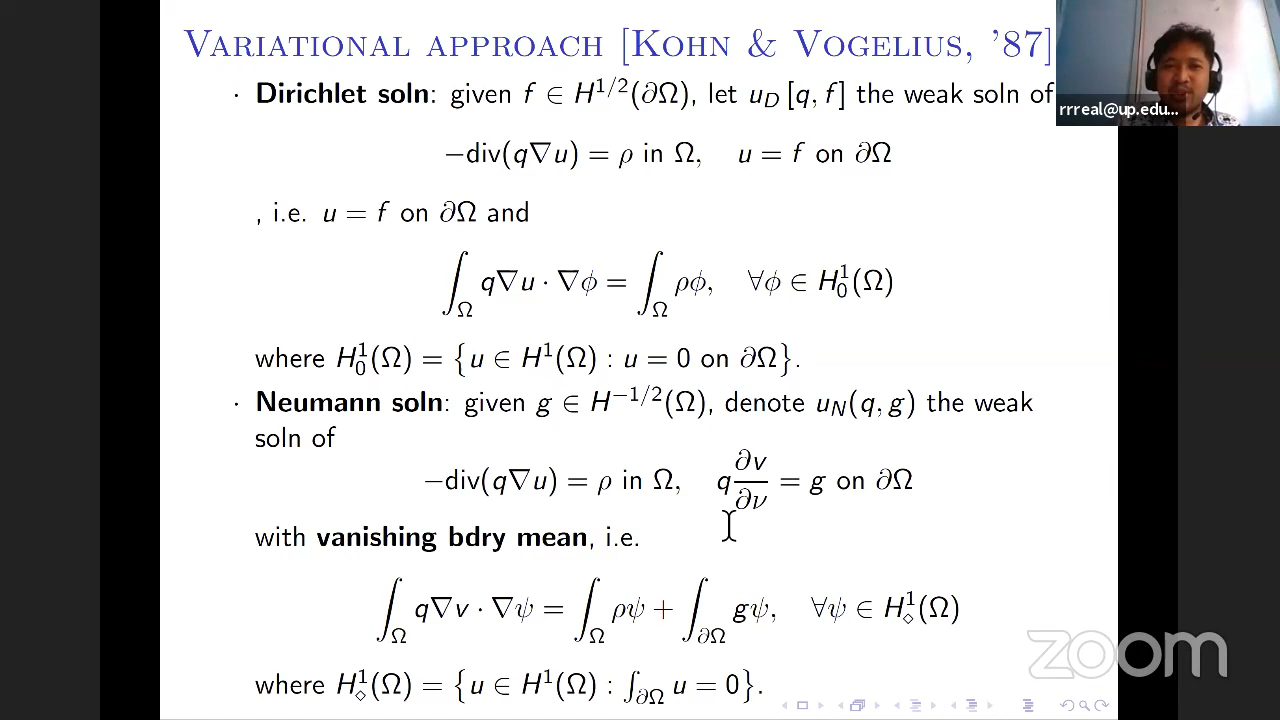 VARIATIONAL APPROACH [KOHN & VOGELIUS, '87]
· Dirichlet soln: given f ∈ H^{1/2}(∂Ω), let u_D [q, f] the weak soln of
−div(q∇u) = ρ in Ω, u = f on ∂Ω
, i.e. u = f on ∂Ω and
∫_Ω q∇u · ∇ϕ = ∫_Ω ρϕ, ∀ϕ ∈ H^1_0(Ω)
where H^1_0(Ω) = {u ∈ H^1(Ω) : u = 0 on ∂Ω}.
· Neumann soln: given g ∈ H^{−1/2}(Ω), denote u_N(q, g) the weak
soln of
−div(q∇u) = ρ in Ω, q ∂v/∂ν = g on ∂Ω
with vanishing bdry mean, i.e.
∫_Ω q∇v · ∇ψ = ∫_Ω ρψ + ∫_{∂Ω} gψ, ∀ψ ∈ H^1_⋄(Ω)
where H^1_⋄(Ω) = {u ∈ H^1(Ω) : ∫_{∂Ω} u = 0}.
rrreal@up.edu...
zoom